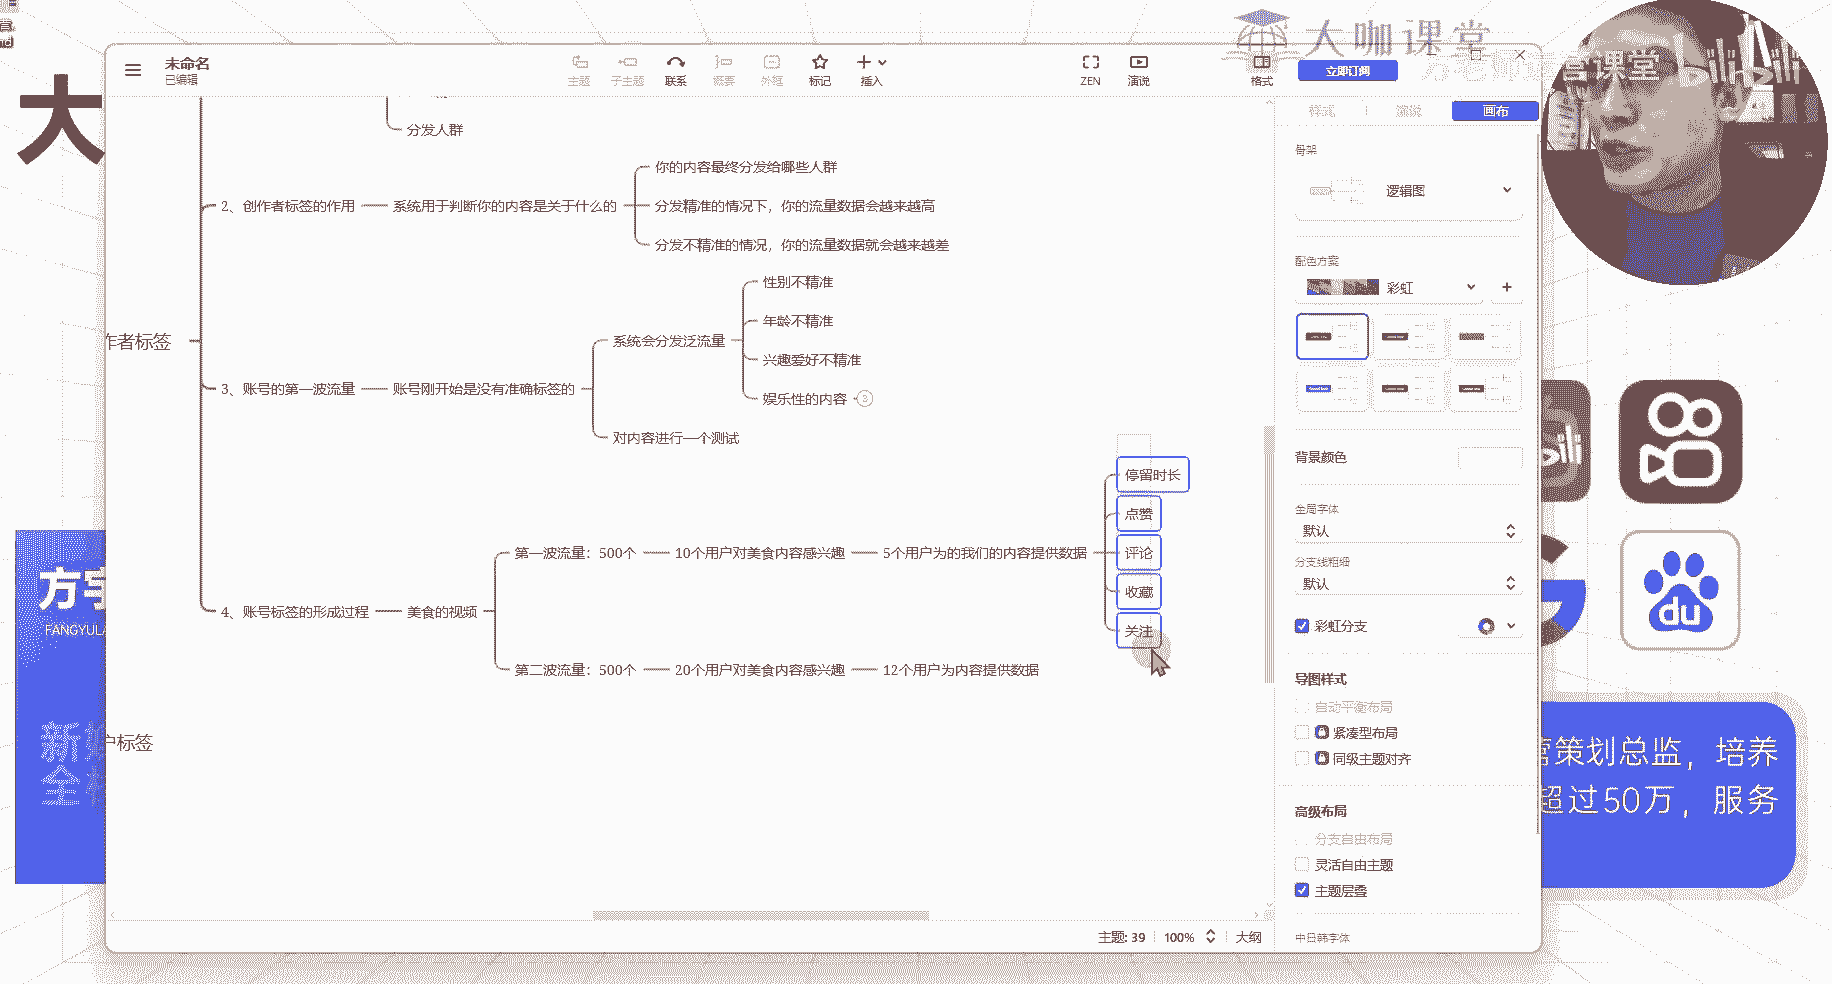 大咖课堂
大
未命名
已编辑
主题
子主题
联系
概要
外框
标记
插入
ZEN
演说
格式
立即订阅
营课堂 bilibili
样式
演说
画布
分发人群
2、创作者标签的作用
系统用于判断你的内容是关于什么的
你的内容最终分发给哪些人群
分发精准的情况下，你的流量数据会越来越高
分发不精准的情况，你的流量数据就会越来越差
作者标签
3、账号的第一波流量
账号刚开始是没有准确标签的
系统会分发泛流量
性别不精准
年龄不精准
兴趣爱好不精准
娱乐性的内容
3
对内容进行一个测试
4、账号标签的形成过程
美食的视频
第一波流量：500个
10个用户对美食内容感兴趣
5个用户为的我们的内容提供数据
停留时长
点赞
评论
收藏
关注
第二波流量：500个
20个用户对美食内容感兴趣
12个用户为内容提供数据
户标签
骨架
逻辑图
配色方案
彩虹
背景颜色
全局字体
默认
分支线粗细
默认
彩虹分支
导图样式
自动平衡布局
紧凑型布局
同级主题对齐
高级布局
分支自由布局
灵活自由主题
主题层叠
中日韩字体
主题: 39
100%
大纲
方宇
FANGYUL
新
全
du
营策划总监，培养
超过50万，服务